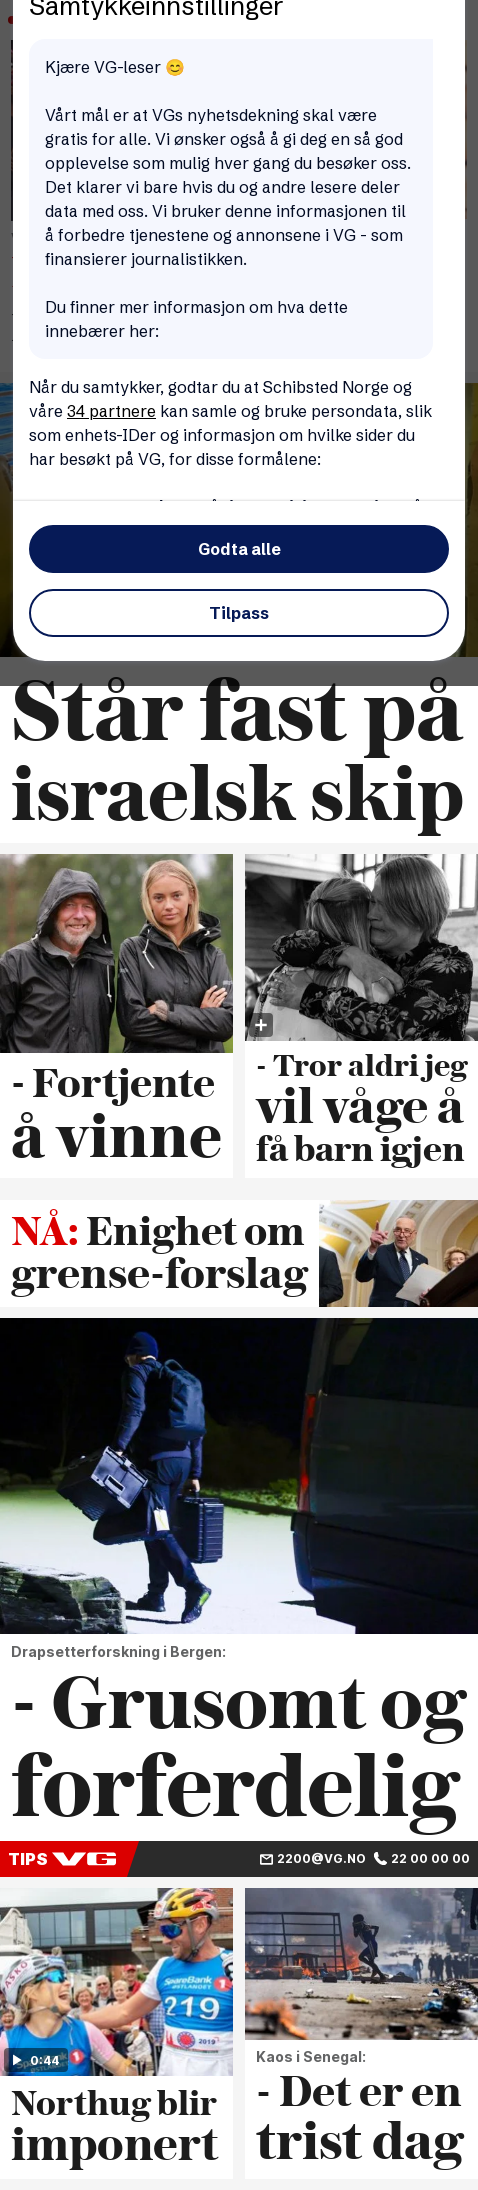 Samtykkeinnstillinger
Kjære VG-leser 😊
Vårt mål er at VGs nyhetsdekning skal være
gratis for alle. Vi ønsker også å gi deg en så god
opplevelse som mulig hver gang du besøker oss.
Det klarer vi bare hvis du og andre lesere deler
data med oss. Vi bruker denne informasjonen til
å forbedre tjenestene og annonsene i VG - som
finansierer journalistikken.
Du finner mer informasjon om hva dette
innebærer her:
Når du samtykker, godtar du at Schibsted Norge og
våre 34 partnere kan samle og bruke persondata, slik
som enhets-IDer og informasjon om hvilke sider du
har besøkt på VG, for disse formålene:
Godta alle
Tilpass
Står fast på
israelsk skip
- Fortjente
å vinne
- Tror aldri jeg
vil våge å
få barn igjen
NÅ: Enighet om
grense-forslag
Drapsetterforskning i Bergen:
- Grusomt og
forferdelig
TIPS VG
2200@VG.NO 22 00 00 00
SpareBank
219
2019
0:44
Northug blir
imponert
Kaos i Senegal:
- Det er en
trist dag